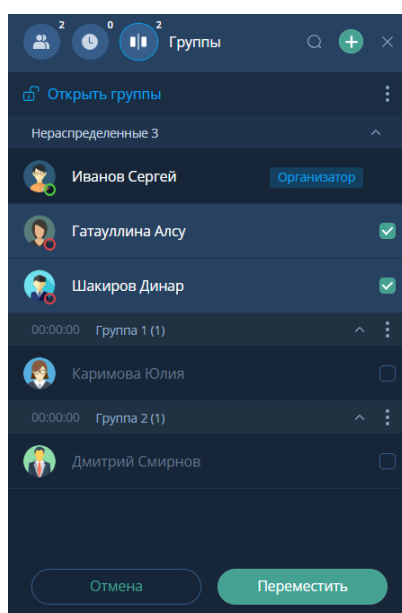 2 0 2
Группы
Открыть группы
Нераспределенные 3
Иванов Сергей Организатор
Гатауллина Алсу
Шакиров Динар
00:00:00 Группа 1 (1)
Каримова Юлия
00:00:00 Группа 2 (1)
Дмитрий Смирнов
Отмена Переместить